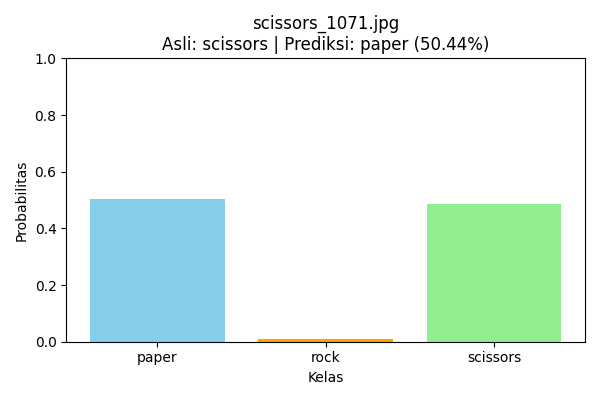 scissors_1071.jpg
Asli: scissors | Prediksi: paper (50.44%)
1.0
0.8
0.6
0.4
0.2
0.0
Probabilitas
paper
rock
scissors
Kelas